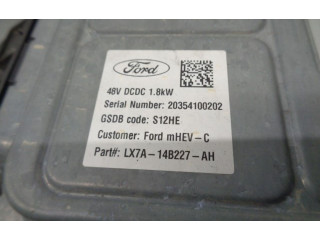 Ford
48V DCDC 1.8kW
Serial Number: 20354100202
GSDB code: S12HE
Customer: Ford mHEV-C
Part#: LX7A-14B227-AH